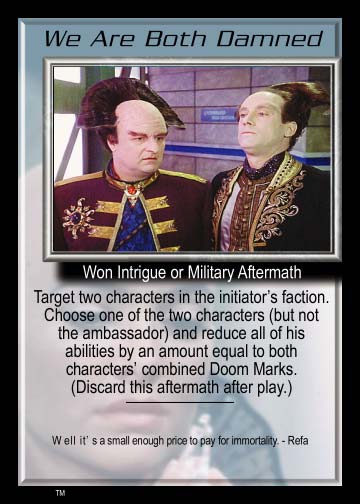 We Are Both Damned
Won Intrigue or Military Aftermath
Target two characters in the initiator's faction.
Choose one of the two characters (but not
the ambassador) and reduce all of his
abilities by an amount equal to both
characters' combined Doom Marks.
(Discard this aftermath after play.)
Well it' s a small enough price to pay for immortality. - Refa
TM